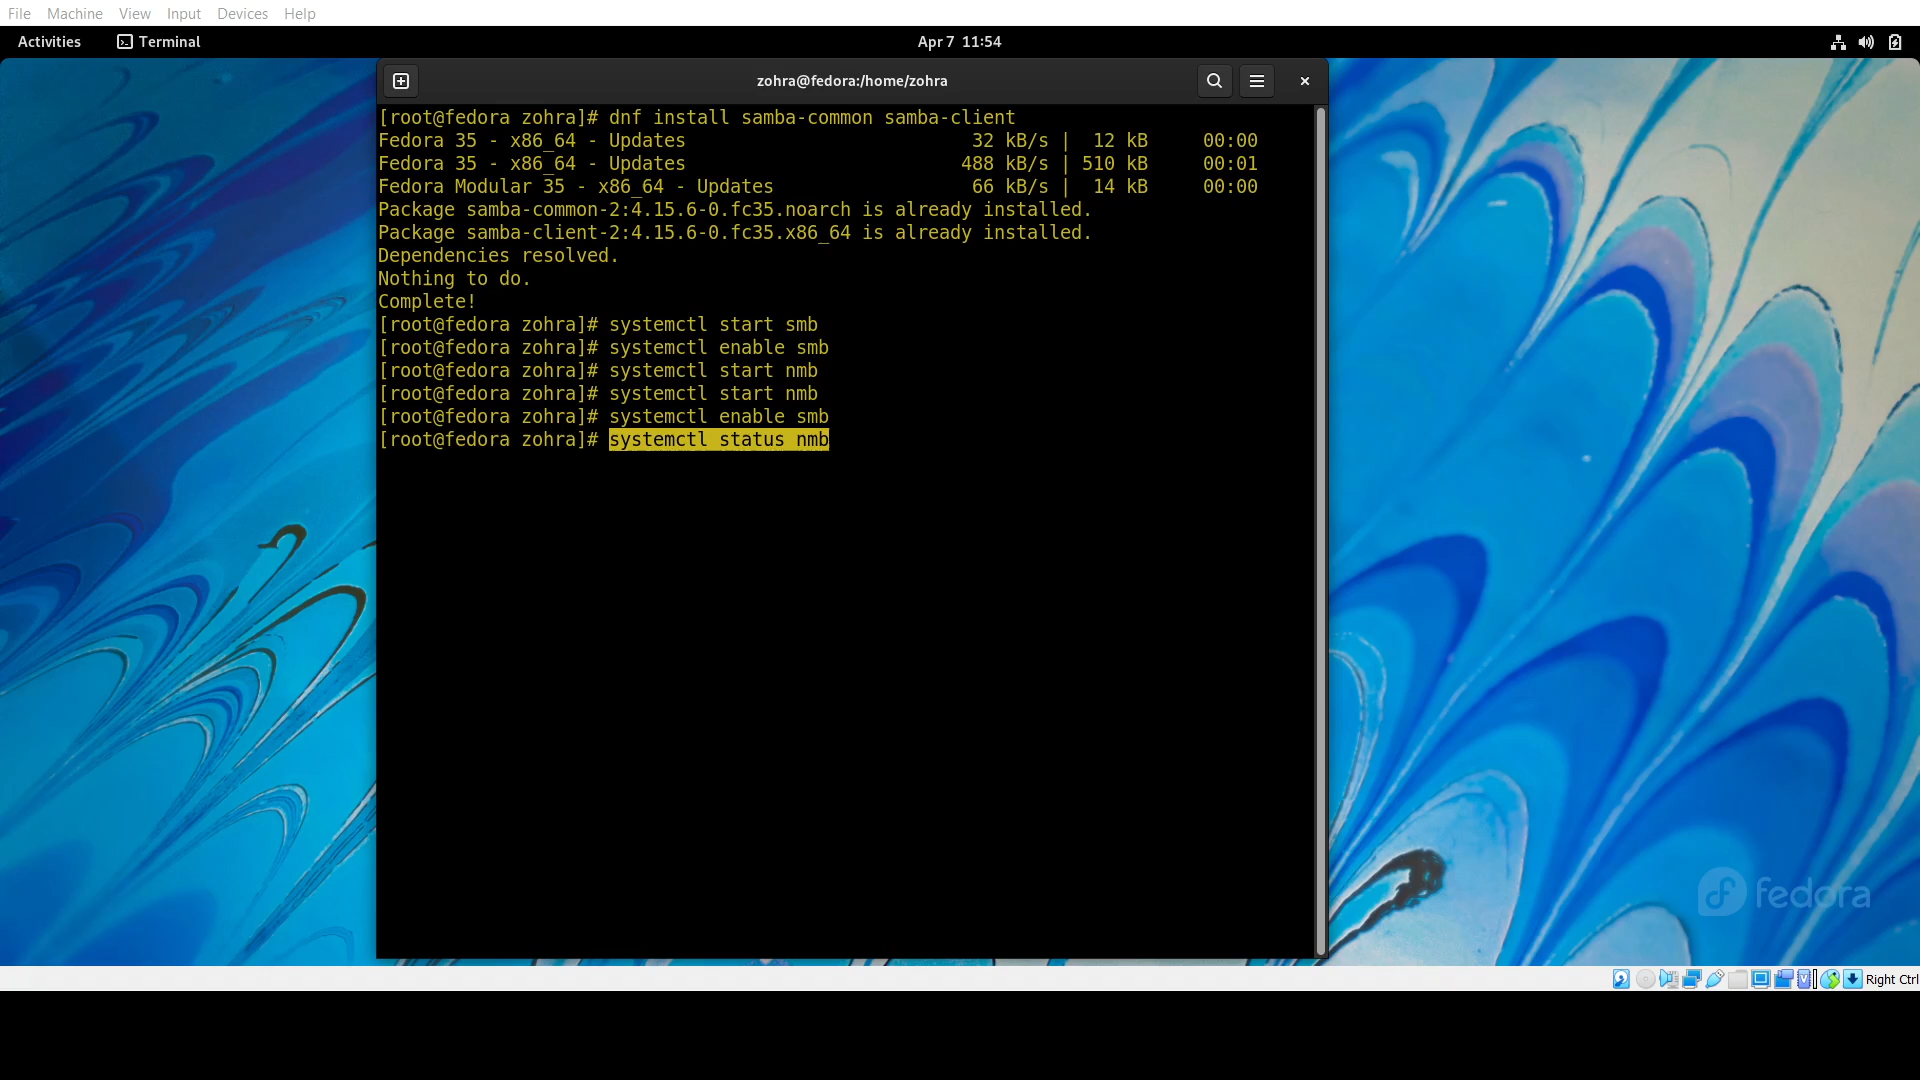 File Machine View Input Devices Help
Activities Terminal Apr 7 11:54
zohra@fedora:/home/zohra
[root@fedora zohra]# dnf install samba-common samba-client
Fedora 35 - x86_64 - Updates 32 kB/s | 12 kB 00:00
Fedora 35 - x86_64 - Updates 488 kB/s | 510 kB 00:01
Fedora Modular 35 - x86_64 - Updates 66 kB/s | 14 kB 00:00
Package samba-common-2:4.15.6-0.fc35.noarch is already installed.
Package samba-client-2:4.15.6-0.fc35.x86_64 is already installed.
Dependencies resolved.
Nothing to do.
Complete!
[root@fedora zohra]# systemctl start smb
[root@fedora zohra]# systemctl enable smb
[root@fedora zohra]# systemctl start nmb
[root@fedora zohra]# systemctl start nmb
[root@fedora zohra]# systemctl enable smb
[root@fedora zohra]# systemctl status nmb
fedora
Right Ctrl